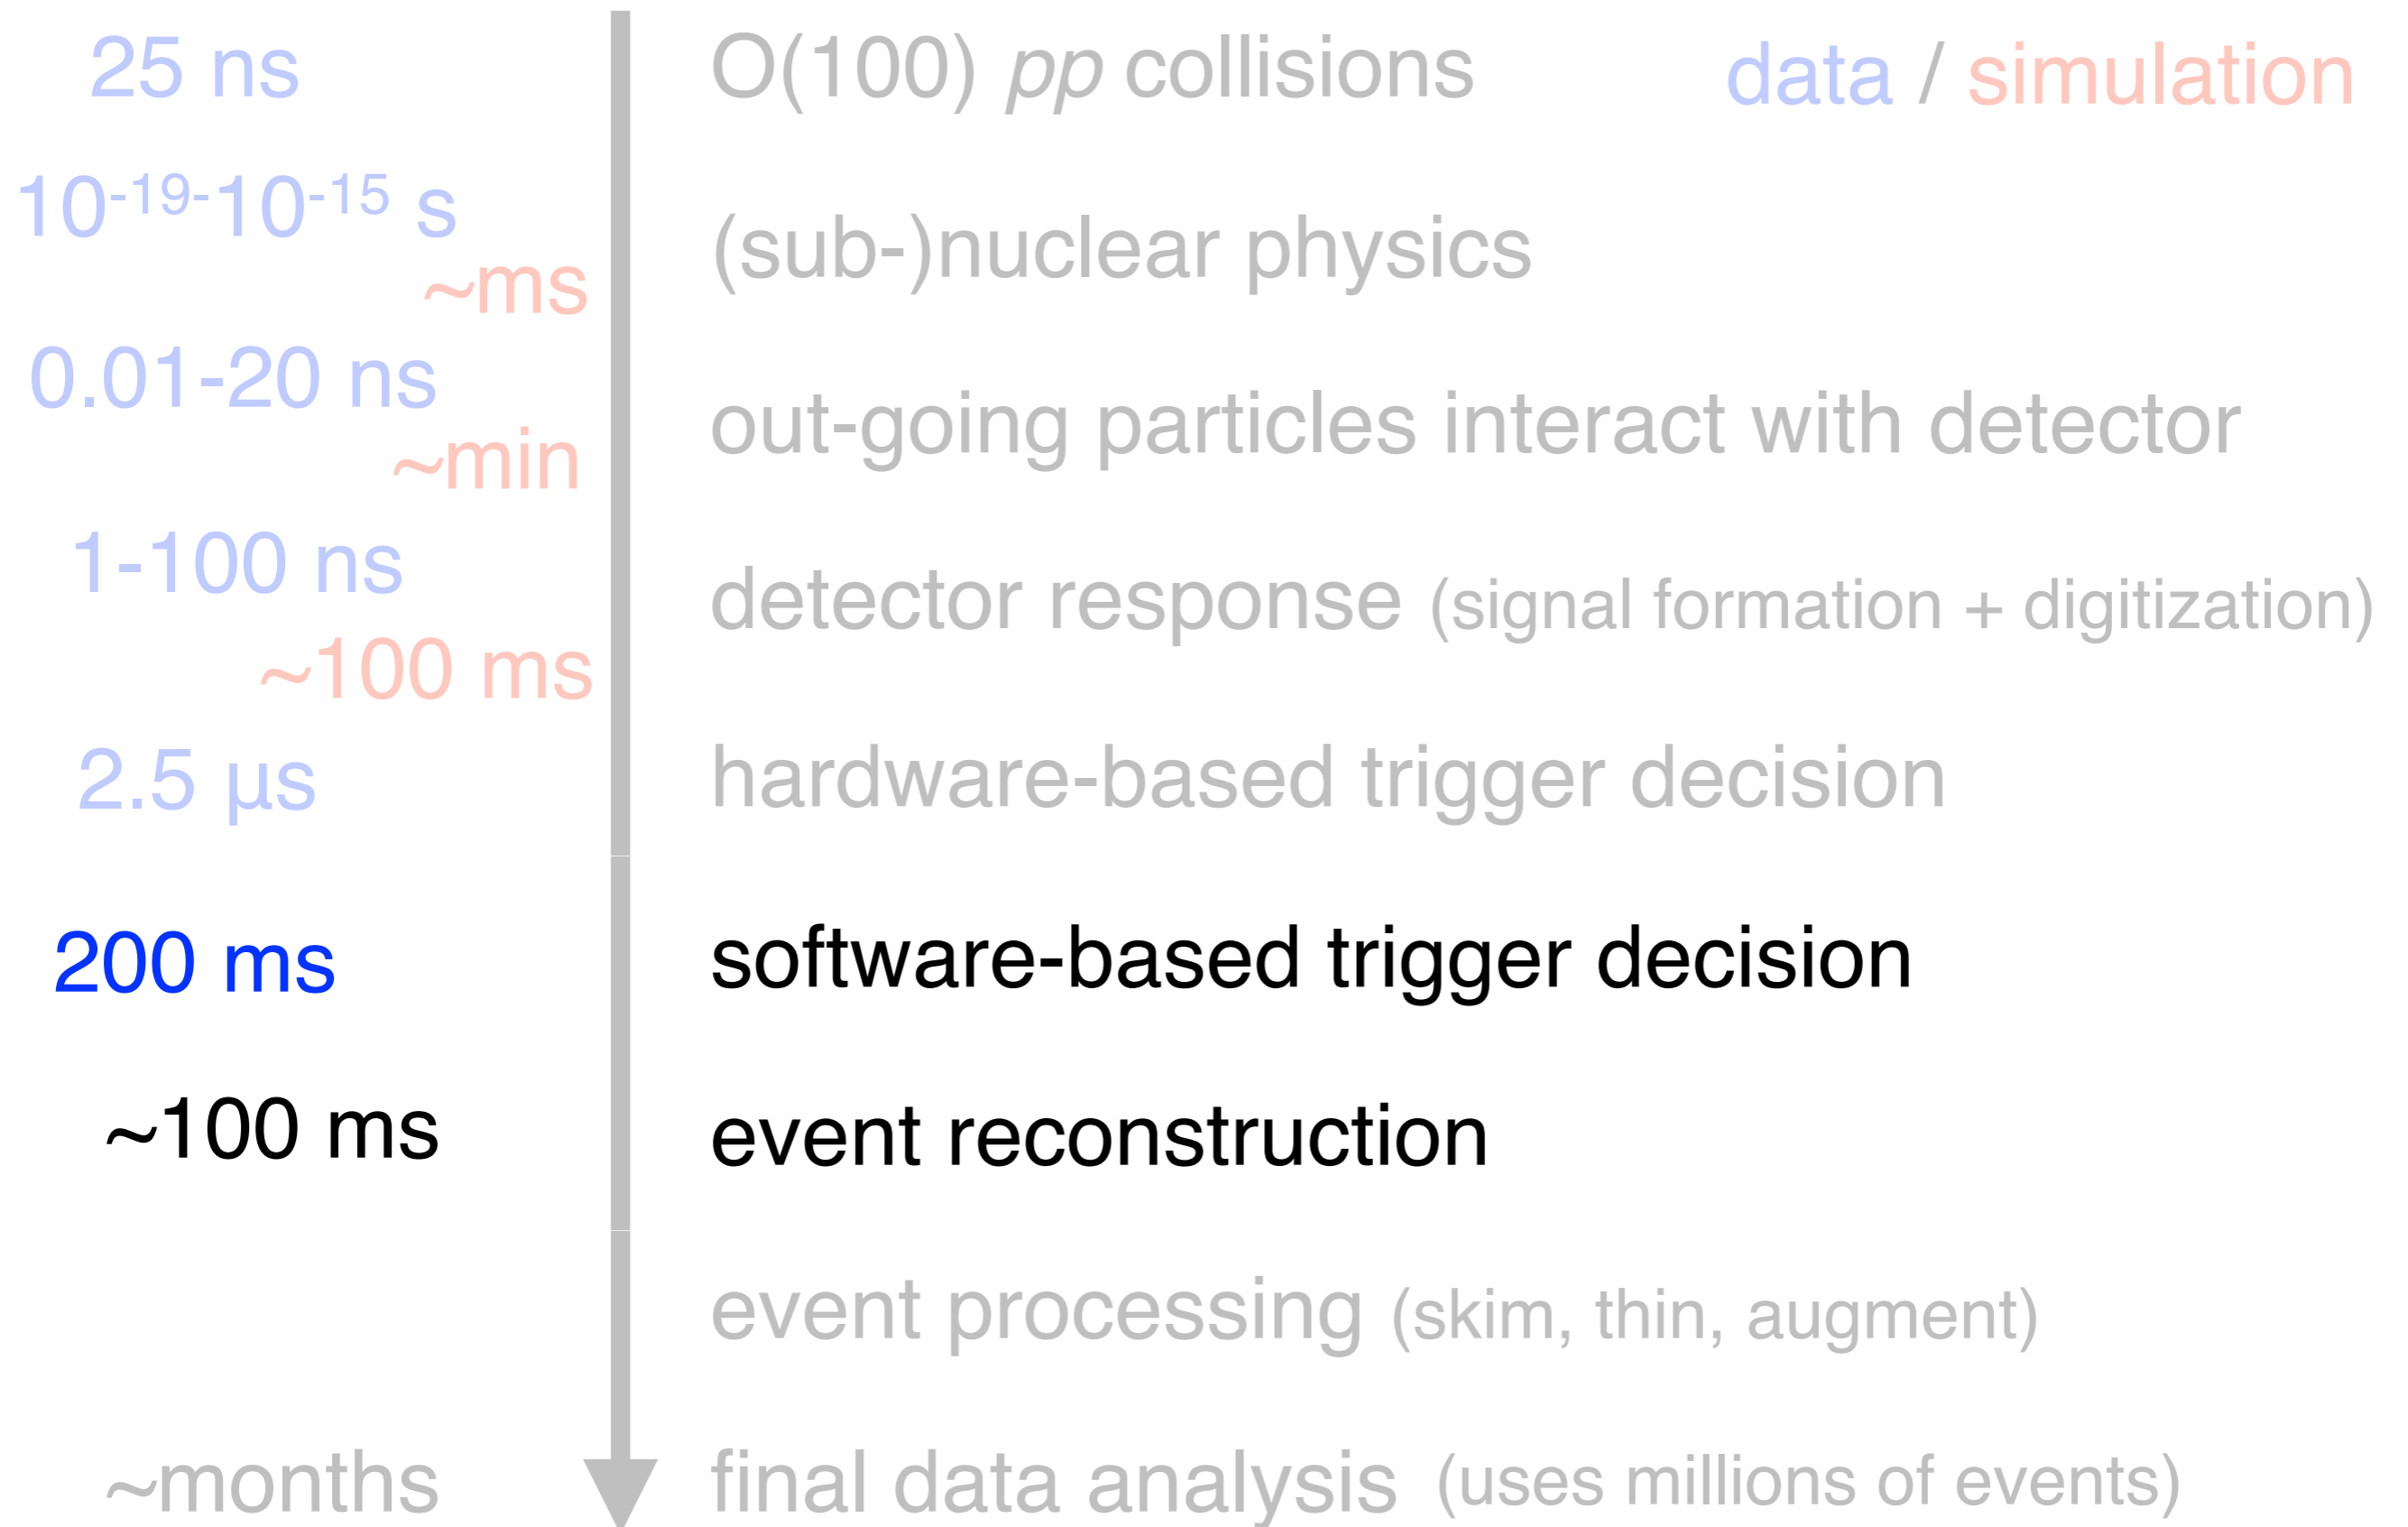 25 ns O(100) pp collisions data / simulation
10-19-10-15 s
(sub-)nuclear physics
~ms
0.01-20 ns
out-going particles interact with detector
~min
1-100 ns
detector response (signal formation + digitization)
~100 ms
2.5 µs hardware-based trigger decision
200 ms software-based trigger decision
~100 ms event reconstruction
event processing (skim, thin, augment)
~months final data analysis (uses millions of events)